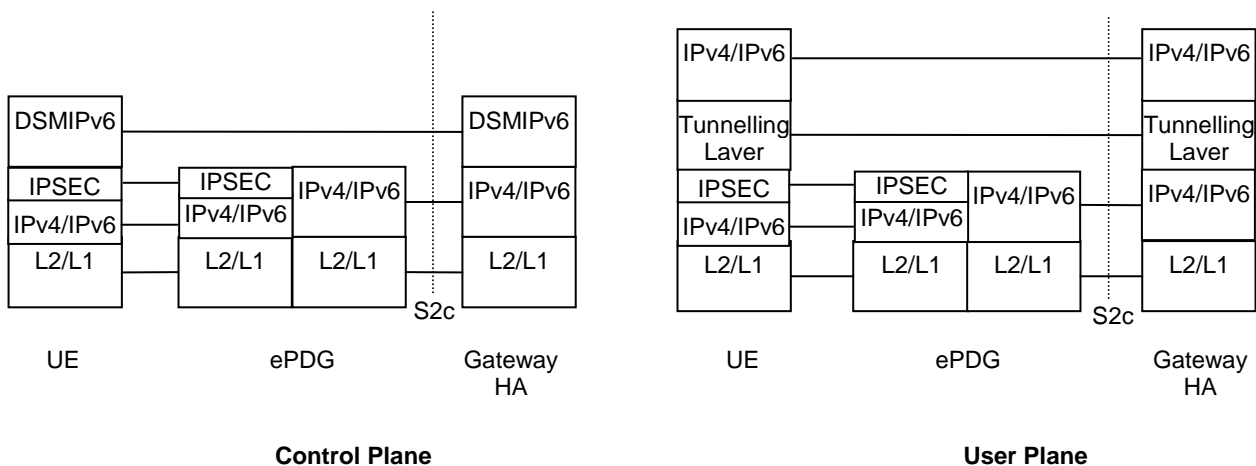 DSMIPv6
IPSEC
IPv4/IPv6
L2/L1
IPSEC
IPv4/IPv6
IPv4/IPv6
L2/L1
L2/L1
DSMIPv6
IPv4/IPv6
L2/L1
S2c
UE
ePDG
Gateway
HA
Control Plane
IPv4/IPv6
Tunnelling
Laver
IPSEC
IPv4/IPv6
L2/L1
IPSEC
IPv4/IPv6
IPv4/IPv6
L2/L1
L2/L1
IPv4/IPv6
Tunnelling
Laver
IPv4/IPv6
L2/L1
S2c
UE
ePDG
Gateway
HA
User Plane